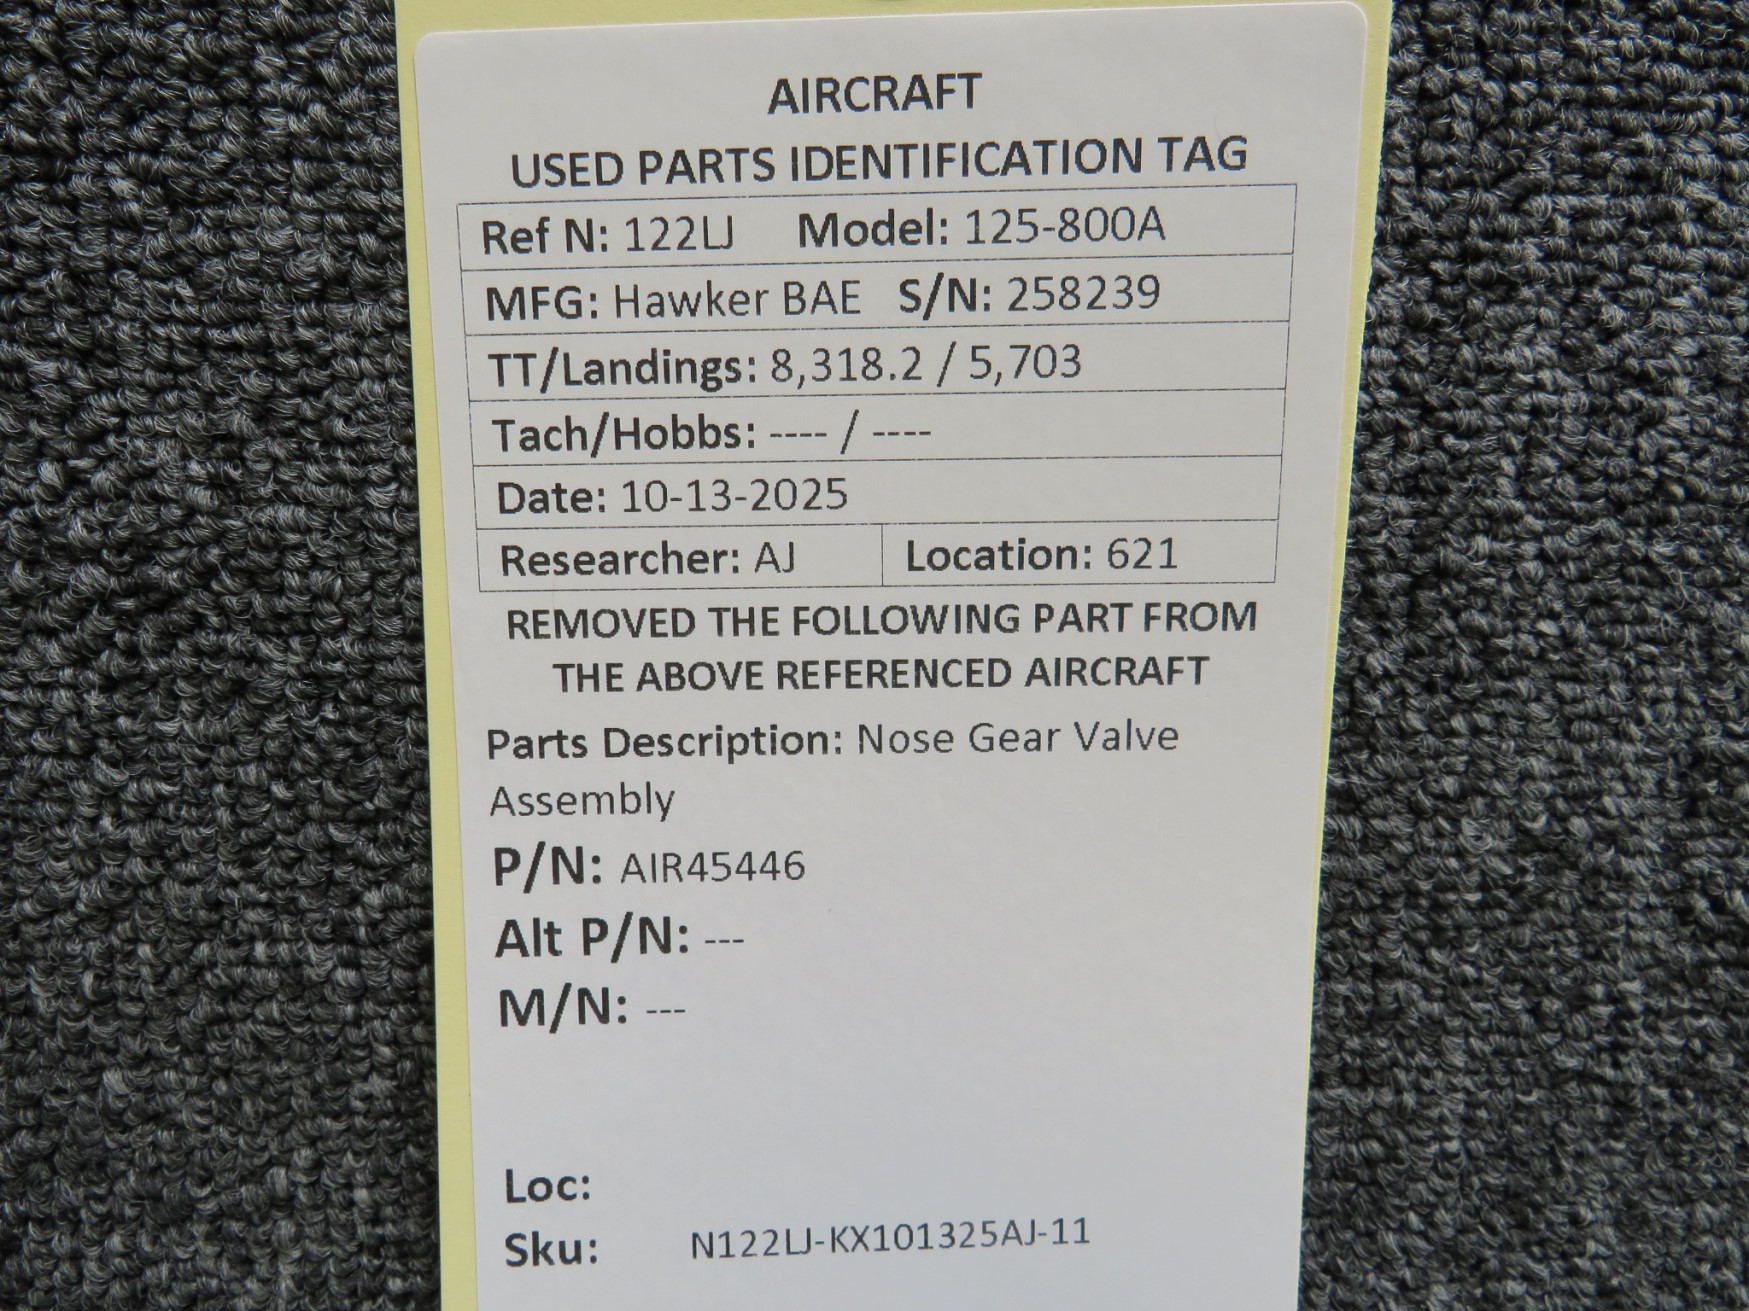 AIRCRAFT
USED PARTS IDENTIFICATION TAG
Ref N: 122LJ Model: 125-800A
MFG: Hawker BAE S/N: 258239
TT/Landings: 8,318.2 / 5,703
Tach/Hobbs: ---- / ----
Date: 10-13-2025
Researcher: AJ Location: 621
REMOVED THE FOLLOWING PART FROM
THE ABOVE REFERENCED AIRCRAFT
Parts Description: Nose Gear Valve
Assembly
P/N: AIR45446
Alt P/N: ---
M/N: ---
Loc:
Sku: N122LJ-KX101325AJ-11